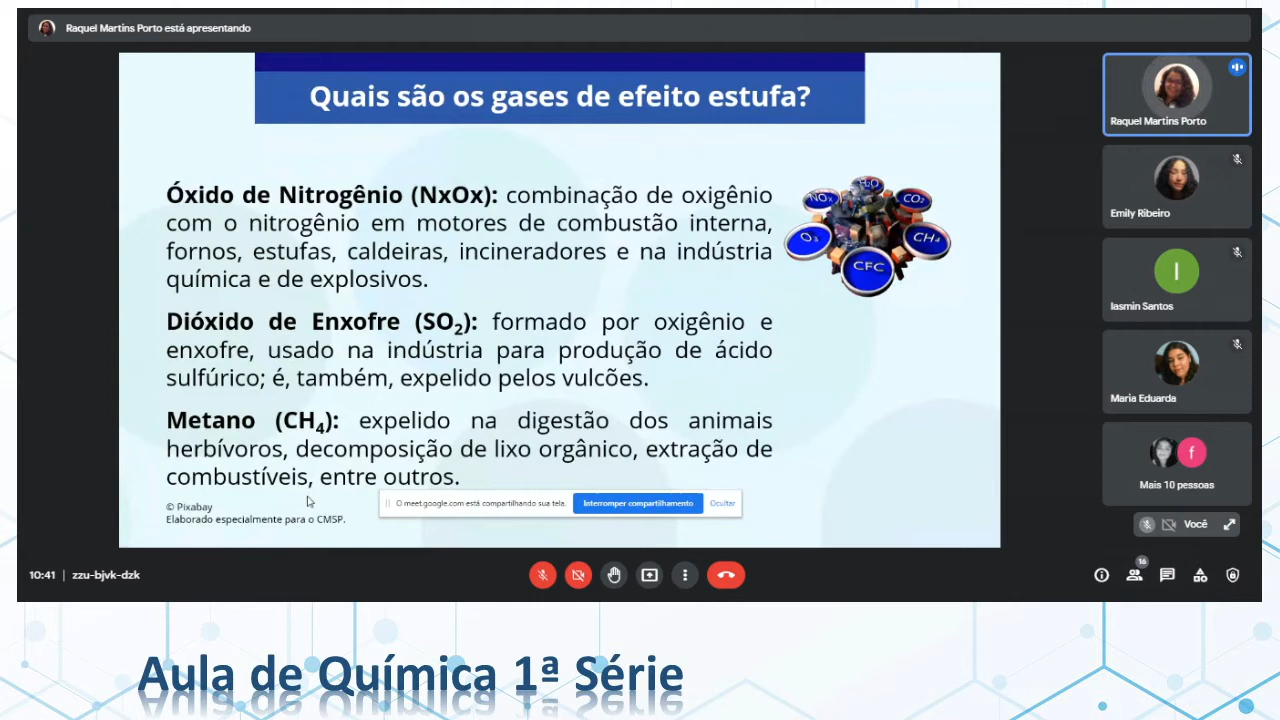 Raquel Martins Porto está apresentando
Quais são os gases de efeito estufa?
Óxido de Nitrogênio (NxOx): combinação de oxigênio
com o nitrogênio em motores de combustão interna,
fornos, estufas, caldeiras, incineradores e na indústria
química e de explosivos.
Dióxido de Enxofre (SO₂): formado por oxigênio e
enxofre, usado na indústria para produção de ácido
sulfúrico; é, também, expelido pelos vulcões.
Metano (CH₄): expelido na digestão dos animais
herbívoros, decomposição de lixo orgânico, extração de
combustíveis, entre outros.
© Pixabay
Elaborado especialmente para o CMSP.
H₂O
NOx
CO₂
O₃
CH₄
CFC
O meet.google.com está compartilhando sua tela.
Interromper compartilhamento
Ocultar
Raquel Martins Porto
Emily Ribeiro
I
Iasmin Santos
Maria Eduarda
f
Mais 10 pessoas
Você
10:41 | zzu-bjvk-dzk
16
Aula de Química 1ª Série